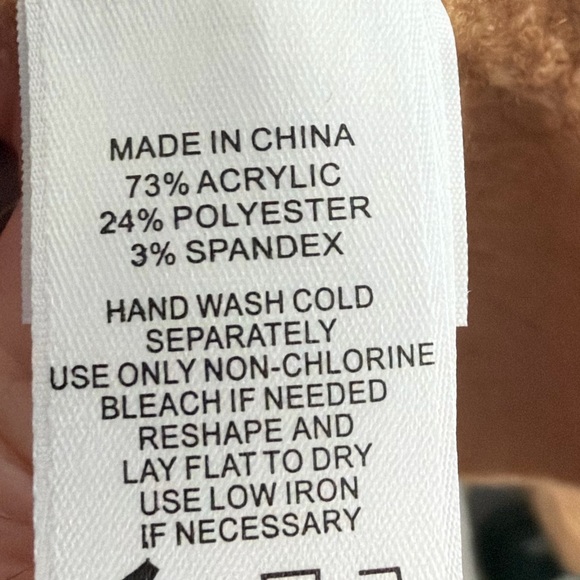 MADE IN CHINA
73% ACRYLIC
24% POLYESTER
3% SPANDEX
HAND WASH COLD
SEPARATELY
USE ONLY NON-CHLORINE
BLEACH IF NEEDED
RESHAPE AND
LAY FLAT TO DRY
USE LOW IRON
IF NECESSARY